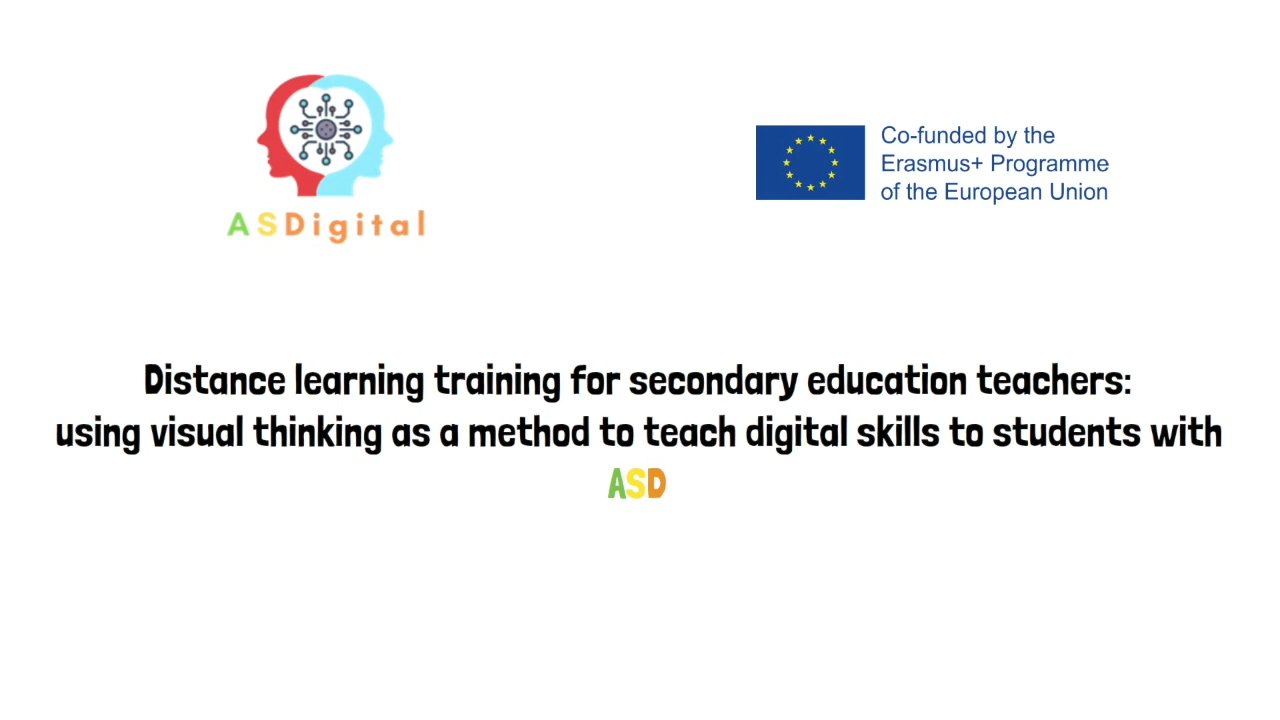 ASDigital
Co-funded by the
Erasmus+ Programme
of the European Union
Distance learning training for secondary education teachers:
using visual thinking as a method to teach digital skills to students with
ASD